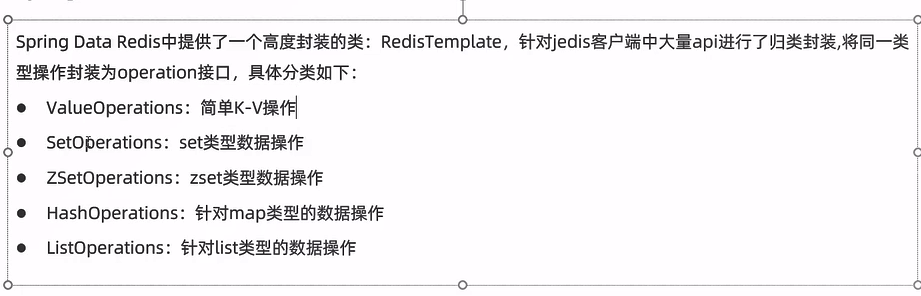 Spring Data Redis中提供了一个高度封装的类：RedisTemplate，针对jedis客户端中大量api进行了归类封装,将同一类
型操作封装为operation接口，具体分类如下：
● ValueOperations：简单K-V操作
● SetOperations：set类型数据操作
● ZSetOperations：zset类型数据操作
● HashOperations：针对map类型的数据操作
● ListOperations：针对list类型的数据操作